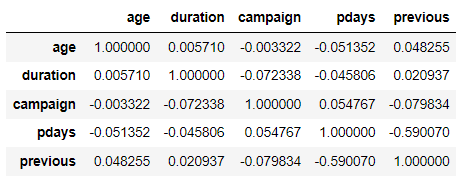 age duration campaign pdays previous
age 1.000000 0.005710 -0.003322 -0.051352 0.048255
duration 0.005710 1.000000 -0.072338 -0.045806 0.020937
campaign -0.003322 -0.072338 1.000000 0.054767 -0.079834
pdays -0.051352 -0.045806 0.054767 1.000000 -0.590070
previous 0.048255 0.020937 -0.079834 -0.590070 1.000000